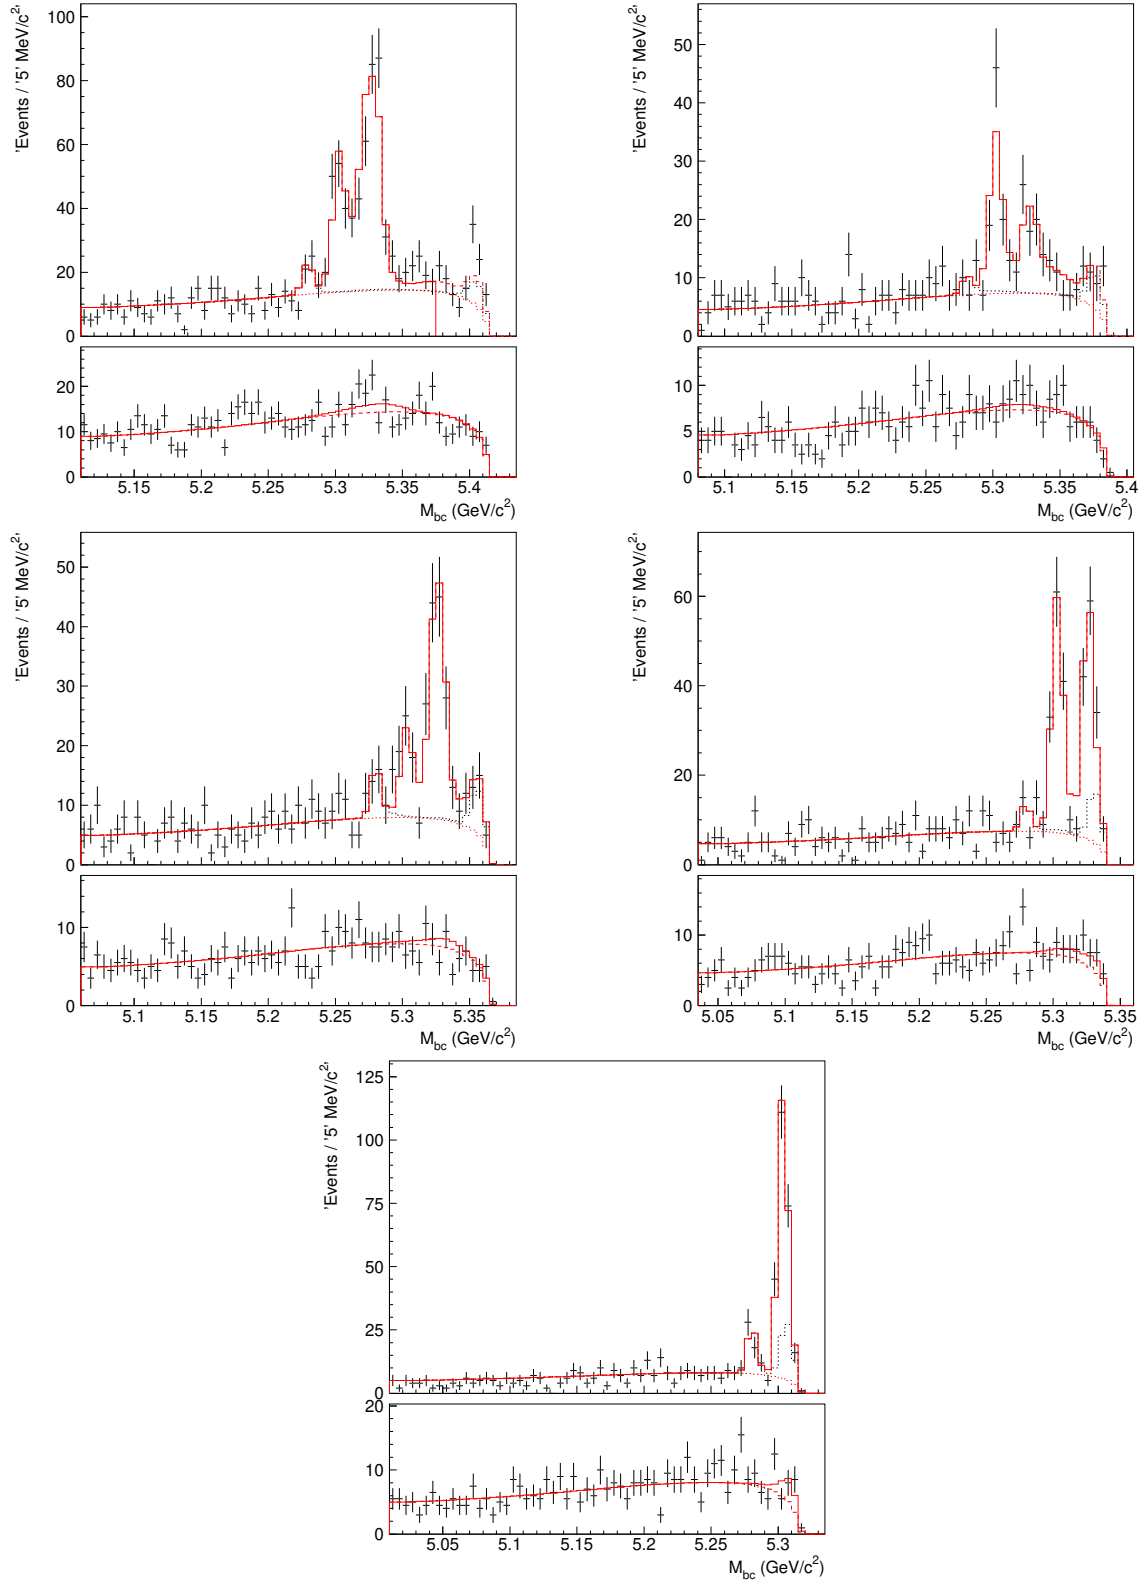 'Events / '5' MeV/c²'
100
80
60
40
20
0
20
10
0
5.15 5.2 5.25 5.3 5.35 5.4
M_bc (GeV/c²)
'Events / '5' MeV/c²'
50
40
30
20
10
0
10
5
0
5.1 5.15 5.2 5.25 5.3 5.35 5.4
M_bc (GeV/c²)
'Events / '5' MeV/c²'
50
40
30
20
10
0
10
0
5.1 5.15 5.2 5.25 5.3 5.35
M_bc (GeV/c²)
'Events / '5' MeV/c²'
60
40
20
0
10
0
5.05 5.1 5.15 5.2 5.25 5.3 5.35
M_bc (GeV/c²)
'Events / '5' MeV/c²'
125
100
75
50
25
0
20
10
0
5.05 5.1 5.15 5.2 5.25 5.3
M_bc (GeV/c²)